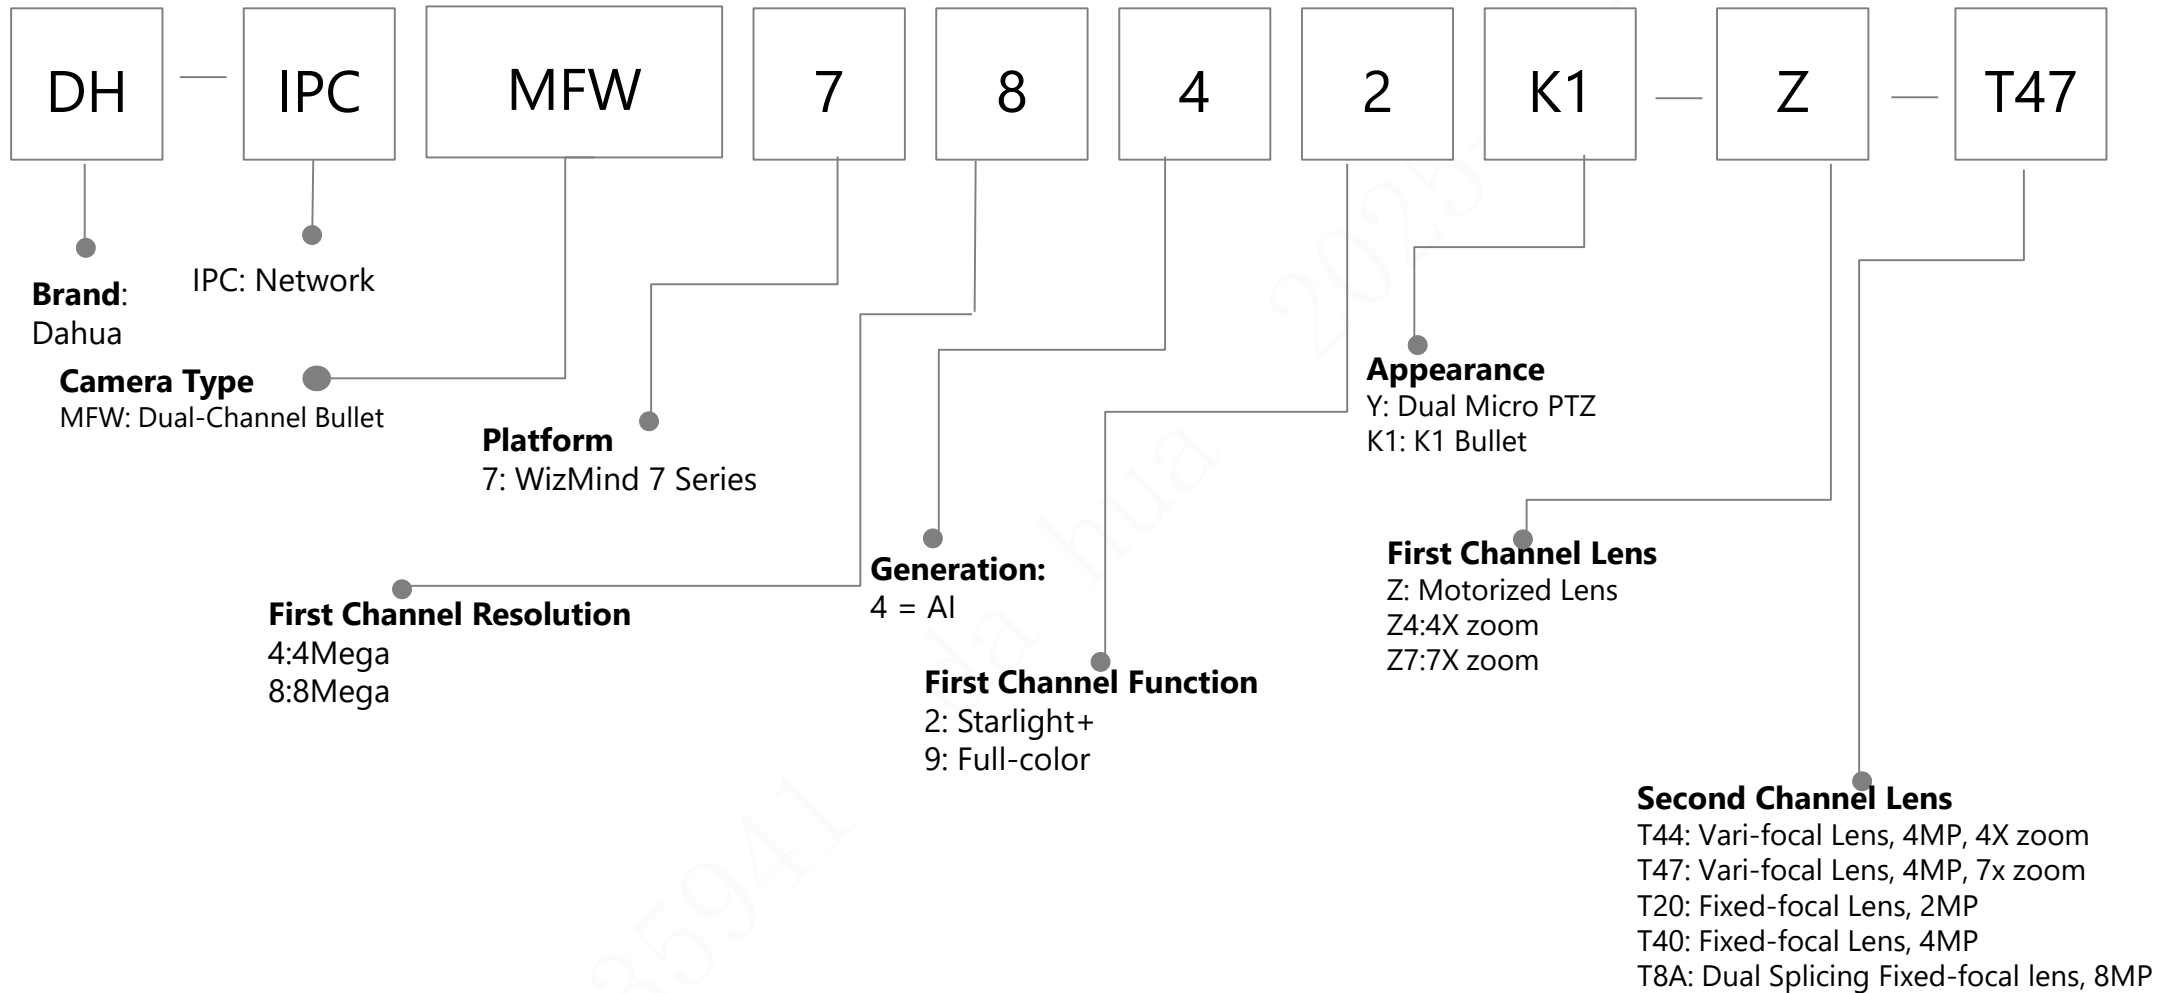 DH — IPC MFW 7 8 4 2 K1 — Z — T47
Brand:
Dahua
IPC: Network
Camera Type
MFW: Dual-Channel Bullet
Platform
7: WizMind 7 Series
First Channel Resolution
4:4Mega
8:8Mega
Generation:
4 = AI
First Channel Function
2: Starlight+
9: Full-color
Appearance
Y: Dual Micro PTZ
K1: K1 Bullet
First Channel Lens
Z: Motorized Lens
Z4:4X zoom
Z7:7X zoom
Second Channel Lens
T44: Vari-focal Lens, 4MP, 4X zoom
T47: Vari-focal Lens, 4MP, 7x zoom
T20: Fixed-focal Lens, 2MP
T40: Fixed-focal Lens, 4MP
T8A: Dual Splicing Fixed-focal lens, 8MP